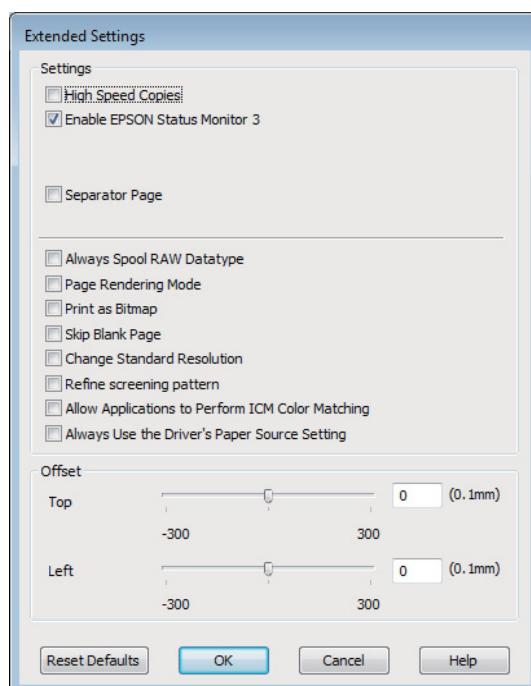 Extended Settings
Settings
High Speed Copies
Enable EPSON Status Monitor 3
Separator Page
Always Spool RAW Datatype
Page Rendering Mode
Print as Bitmap
Skip Blank Page
Change Standard Resolution
Refine screening pattern
Allow Applications to Perform ICM Color Matching
Always Use the Driver's Paper Source Setting
Offset
Top 0 (0.1mm)
-300 300
Left 0 (0.1mm)
-300 300
Reset Defaults OK Cancel Help